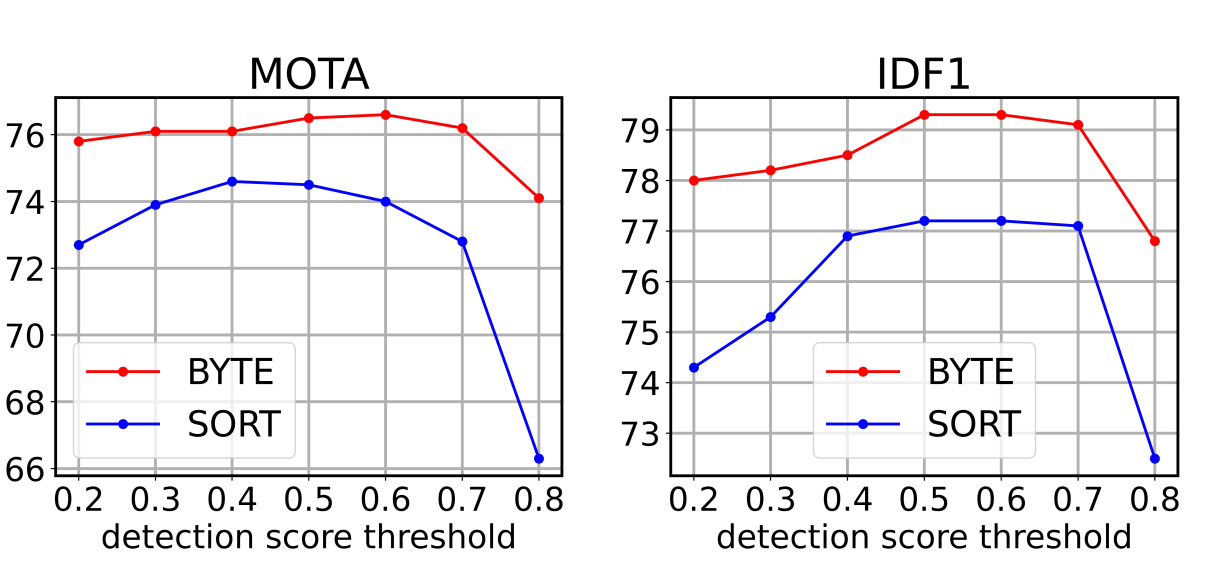 MOTA
76
74
72
70
68
66
BYTE
SORT
0.2 0.3 0.4 0.5 0.6 0.7 0.8
detection score threshold
IDF1
79
78
77
76
75
74
73
BYTE
SORT
0.2 0.3 0.4 0.5 0.6 0.7 0.8
detection score threshold